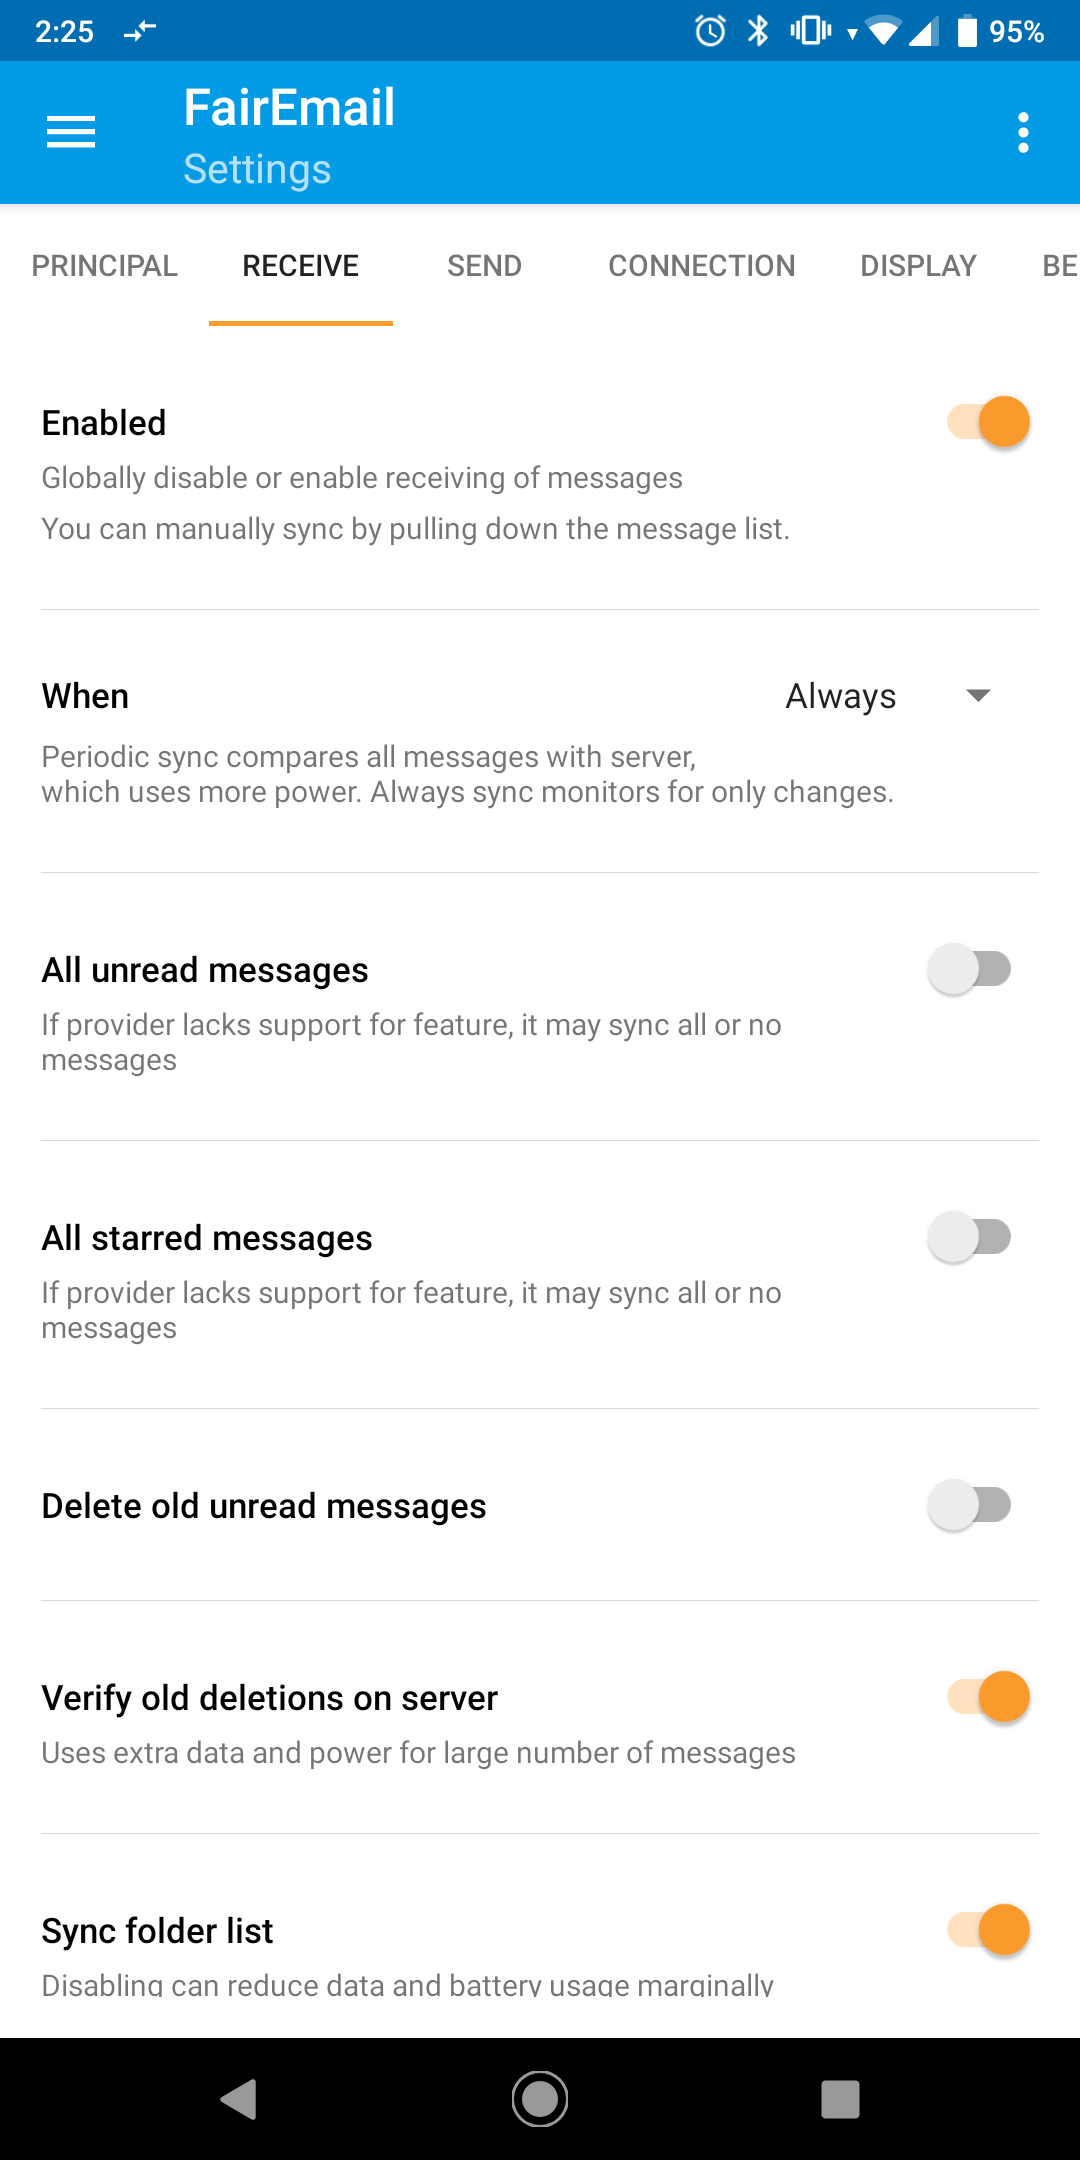 2:25
95%
FairEmail
Settings
PRINCIPAL RECEIVE SEND CONNECTION DISPLAY BE
Enabled
Globally disable or enable receiving of messages
You can manually sync by pulling down the message list.
When
Always
Periodic sync compares all messages with server,
which uses more power. Always sync monitors for only changes.
All unread messages
If provider lacks support for feature, it may sync all or no
messages
All starred messages
If provider lacks support for feature, it may sync all or no
messages
Delete old unread messages
Verify old deletions on server
Uses extra data and power for large number of messages
Sync folder list
Disabling can reduce data and battery usage marginally